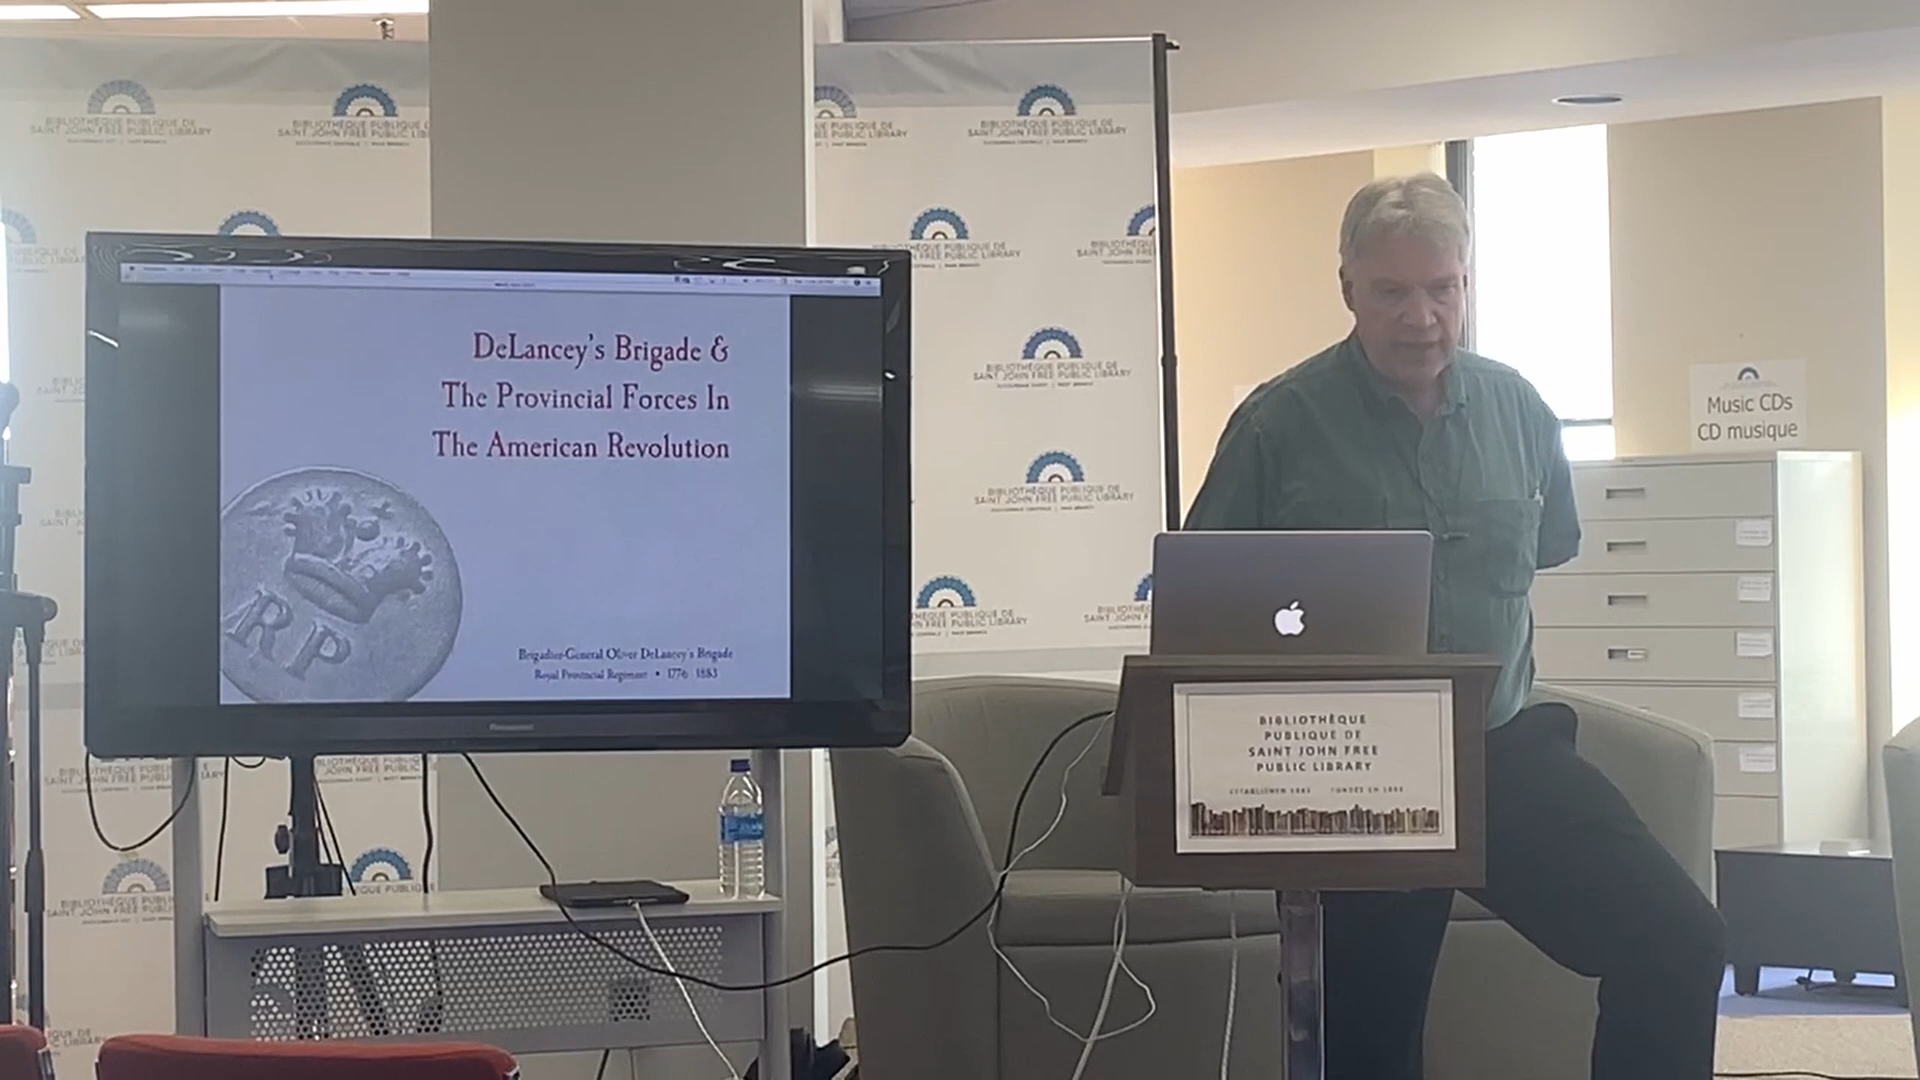 DeLancey's Brigade &
The Provincial Forces In
The American Revolution
RP
Brigadier-General Oliver DeLancey's Brigade
Royal Provincial Regiment • 1776 1883
Panasonic
BIBLIOTHÈQUE PUBLIQUE DE
SAINT JOHN FREE PUBLIC LIBRARY
BIBLIOTHÈQUE
PUBLIQUE DE
SAINT JOHN FREE
PUBLIC LIBRARY
Music CDs
CD musique